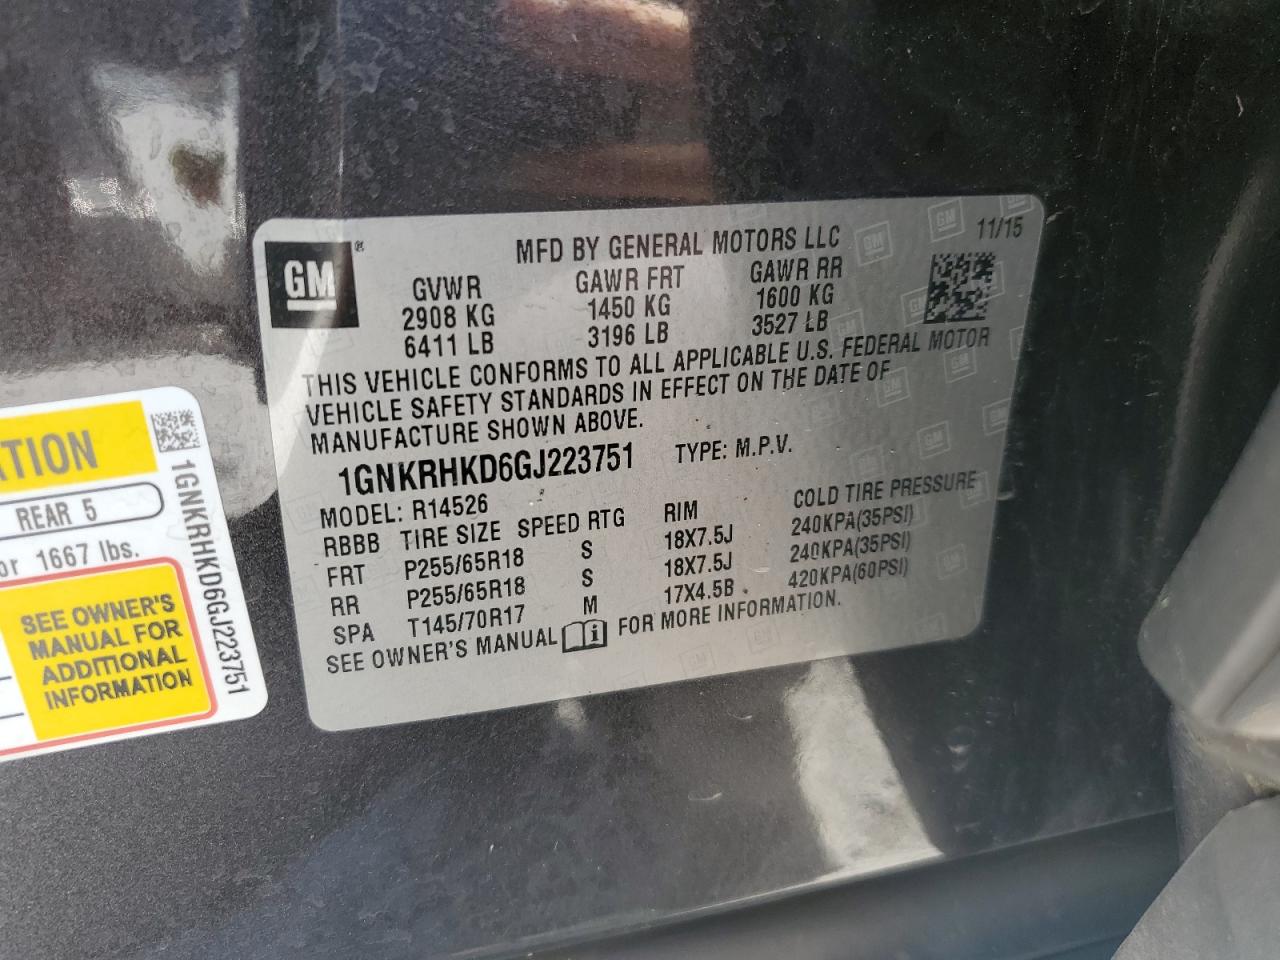 GM
®
MFD BY GENERAL MOTORS LLC
11/15
GVWR GAWR FRT GAWR RR
2908 KG 1450 KG 1600 KG
6411 LB 3196 LB 3527 LB
THIS VEHICLE CONFORMS TO ALL APPLICABLE U.S. FEDERAL MOTOR
VEHICLE SAFETY STANDARDS IN EFFECT ON THE DATE OF
MANUFACTURE SHOWN ABOVE.
1GNKRHKD6GJ223751 TYPE: M.P.V.
MODEL: R14526
RBBB TIRE SIZE SPEED RTG RIM COLD TIRE PRESSURE
FRT P255/65R18 S 18X7.5J 240KPA(35PSI)
RR P255/65R18 S 18X7.5J 240KPA(35PSI)
SPA T145/70R17 M 17X4.5B 420KPA(60PSI)
SEE OWNER'S MANUAL FOR MORE INFORMATION.
ATION
REAR 5
or 1667 lbs.
SEE OWNER'S
MANUAL FOR
ADDITIONAL
INFORMATION
1GNKRHKD6GJ223751